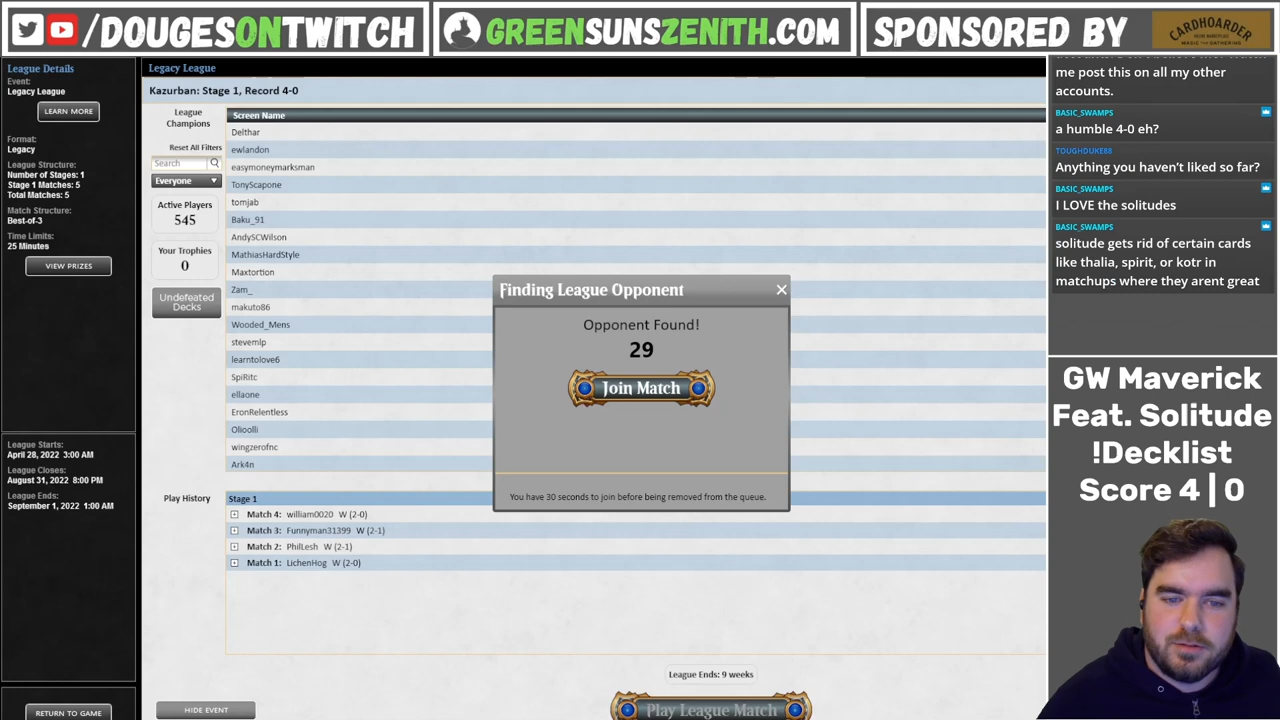 /DOUGESONTWITCH
GREENSUNSZENITH.COM
SPONSORED BY
CARDHOARDER
MAGIC THE GATHERING
League Details
Event:
Legacy League
LEARN MORE
Format:
Legacy
League Structure:
Number of Stages: 1
Stage 1 Matches: 5
Total Matches: 5
Match Structure:
Best-of-3
Time Limits:
25 Minutes
VIEW PRIZES
League Starts:
April 28, 2022 3:00 AM
League Closes:
August 31, 2022 8:00 PM
League Ends:
September 1, 2022 1:00 AM
RETURN TO GAME
Legacy League
Kazurban: Stage 1, Record 4-0
League
Champions
Reset All Filters
Search
Everyone
Active Players
545
Your Trophies
0
Undefeated
Decks
Screen Name
Delthar
ewlandon
easymoneymarksman
TonyScapone
tomjab
Baku_91
AndySCWilson
MathiasHardStyle
Maxtortion
Zam_
makuto86
Wooded_Mens
stevemlp
learntolove6
SpiRitc
ellaone
EronRelentless
Olioolli
wingzerofnc
Ark4n
Finding League Opponent
Opponent Found!
29
Join Match
You have 30 seconds to join before being removed from the queue.
Play History
Stage 1
Match 4: william0020 W (2-0)
Match 3: Funnyman31399 W (2-1)
Match 2: PhilLesh W (2-1)
Match 1: LichenHog W (2-0)
League Ends: 9 weeks
Play League Match
HIDE EVENT
me post this on all my other
accounts.
BASIC_SWAMPS
a humble 4-0 eh?
TOUGHDUKE88
Anything you haven't liked so far?
BASIC_SWAMPS
I LOVE the solitudes
BASIC_SWAMPS
solitude gets rid of certain cards
like thalia, spirit, or kotr in
matchups where they arent great
GW Maverick
Feat. Solitude
!Decklist
Score 4 | 0